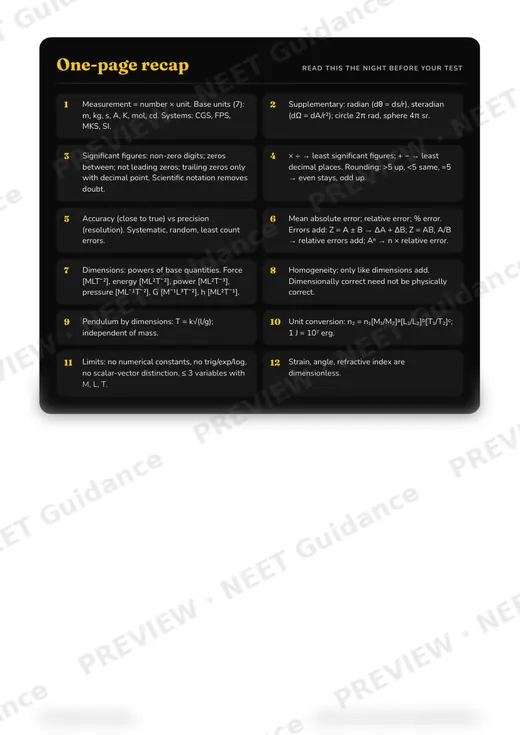 One-page recap
READ THIS THE NIGHT BEFORE YOUR TEST
1
Measurement = number × unit. Base units (7):
m, kg, s, A, K, mol, cd. Systems: CGS, FPS,
MKS, SI.
2
Supplementary: radian (dθ = ds/r), steradian
(dΩ = dA/r²); circle 2π rad, sphere 4π sr.
3
Significant figures: non-zero digits; zeros
between; not leading zeros; trailing zeros only
with decimal point. Scientific notation removes
doubt.
4
× ÷ → least significant figures; + − → least
decimal places. Rounding: >5 up, <5 same, =5
→ even stays, odd up.
5
Accuracy (close to true) vs precision
(resolution). Systematic, random, least count
errors.
6
Mean absolute error; relative error; % error.
Errors add: Z = A ± B → ΔA + ΔB; Z = AB, A/B
→ relative errors add; Aⁿ → n × relative error.
7
Dimensions: powers of base quantities. Force
[MLT⁻²], energy [ML²T⁻²], power [ML²T⁻³],
pressure [ML⁻¹T⁻²], G [M⁻¹L³T⁻²], h [ML²T⁻¹].
8
Homogeneity: only like dimensions add.
Dimensionally correct need not be physically
correct.
9
Pendulum by dimensions: T = k√(l/g);
independent of mass.
10
Unit conversion: n₂ = n₁[M₁/M₂]ᵃ[L₁/L₂]ᵇ[T₁/T₂]ᶜ;
1 J = 10⁷ erg.
11
Limits: no numerical constants, no trig/exp/log,
no scalar-vector distinction, ≤ 3 variables with
M, L, T.
12
Strain, angle, refractive index are
dimensionless.
PREVIEW • NEET Guidance